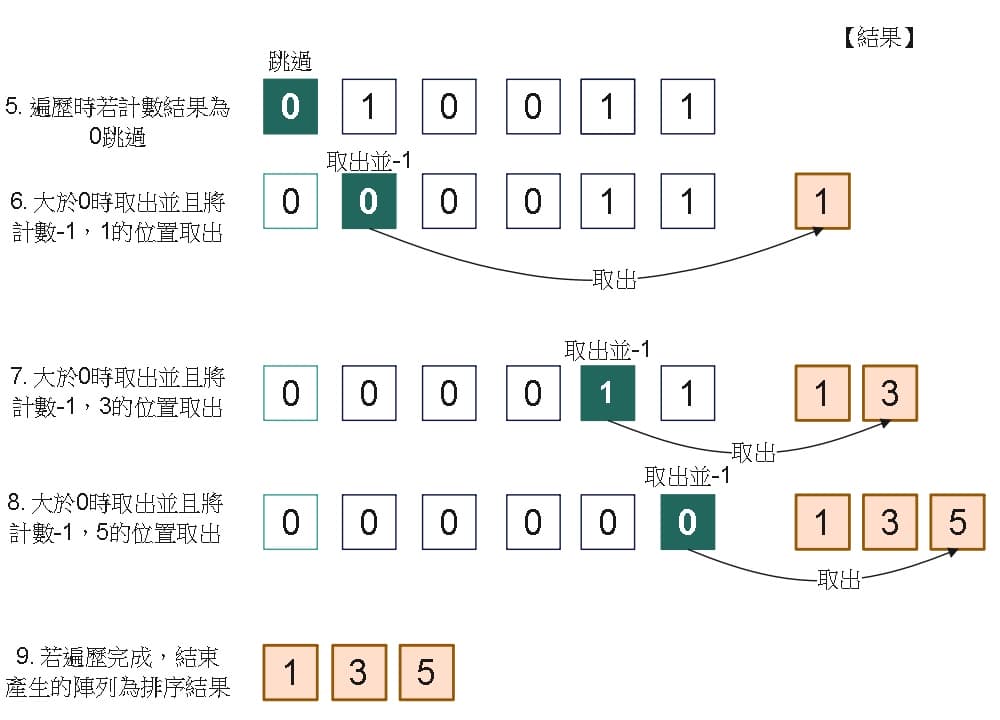 【結果】
跳過
5. 遍歷時若計數結果為
0跳過
0 1 0 0 1 1
取出並-1
6. 大於0時取出並且將
計數-1，1的位置取出
0 0 0 0 1 1 1
取出
取出並-1
7. 大於0時取出並且將
計數-1，3的位置取出
0 0 0 0 1 1 1 3
取出
取出並-1
8. 大於0時取出並且將
計數-1，5的位置取出
0 0 0 0 0 0 1 3 5
取出
9. 若遍歷完成，結束
產生的陣列為排序結果
1 3 5